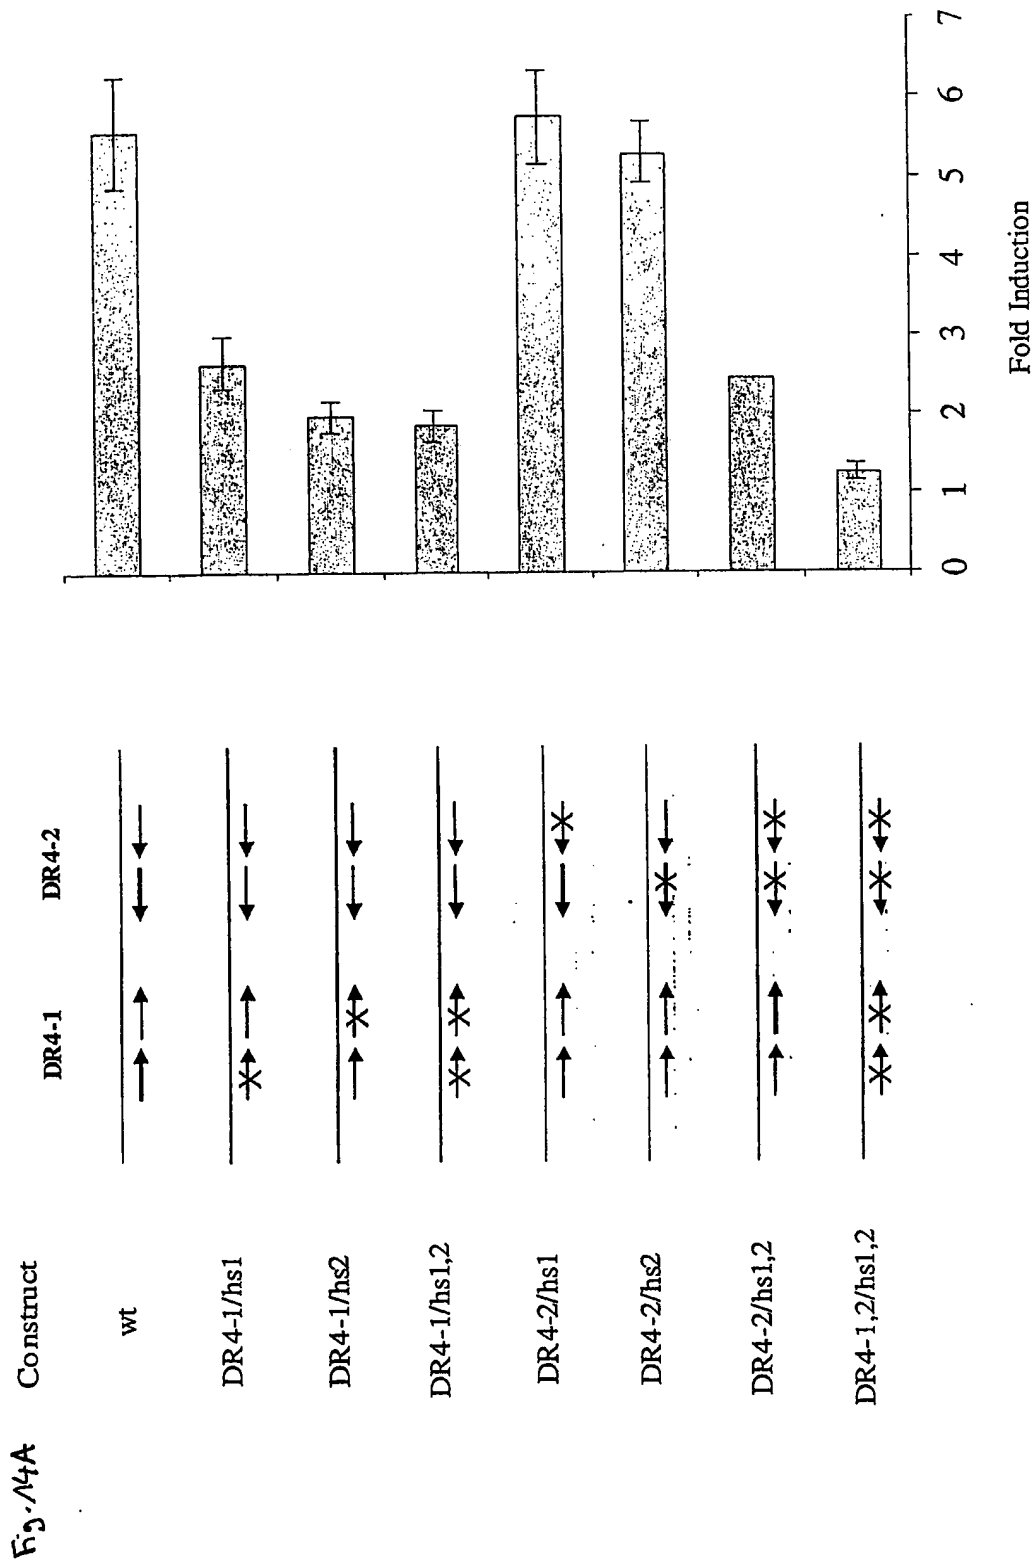 Fig. 14A
Construct
DR4-1
DR4-2
wt
DR4-1/hs1
DR4-1/hs2
DR4-1/hs1,2
DR4-2/hs1
DR4-2/hs2
DR4-2/hs1,2
DR4-1,2/hs1,2
0 1 2 3 4 5 6 7
Fold Induction